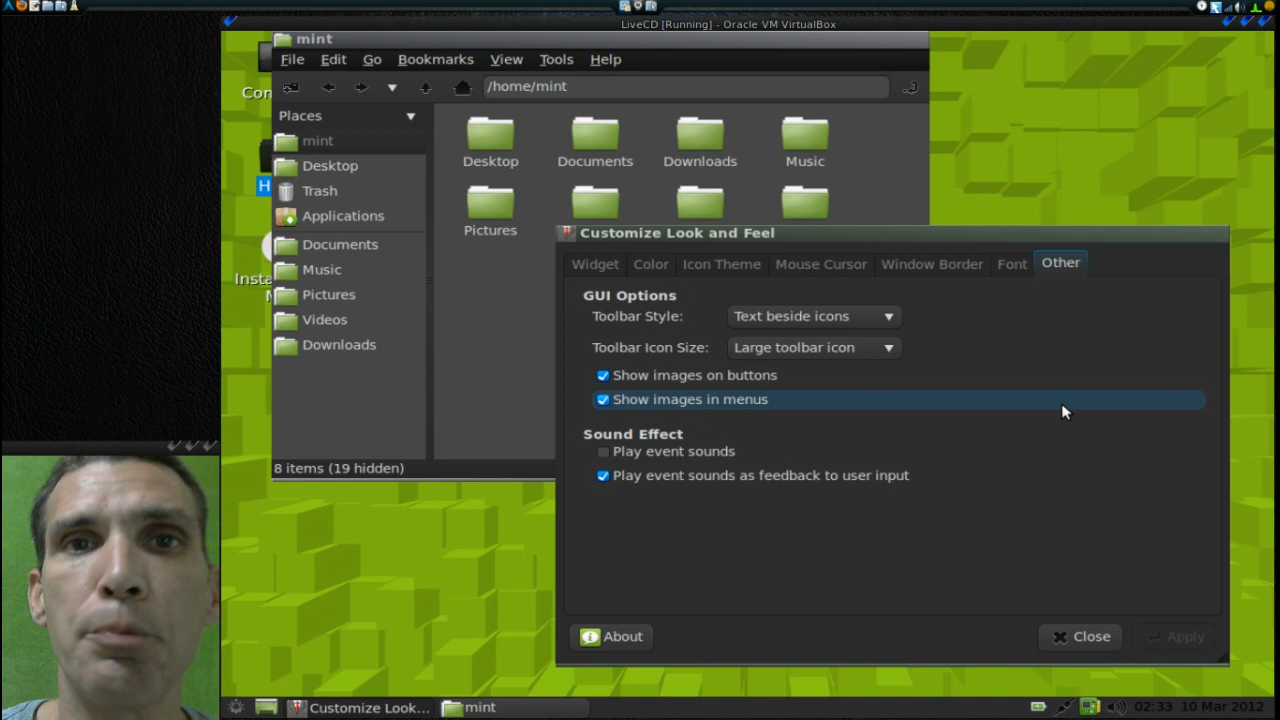 LiveCD [Running] - Oracle VM VirtualBox
mint
File Edit Go Bookmarks View Tools Help
/home/mint
Places
mint
Desktop
Trash
Applications
Documents
Music
Pictures
Videos
Downloads
Desktop Documents Downloads Music
Pictures
8 items (19 hidden)
Con
H
Insta
Customize Look and Feel
Widget Color Icon Theme Mouse Cursor Window Border Font Other
GUI Options
Toolbar Style: Text beside icons
Toolbar Icon Size: Large toolbar icon
Show images on buttons
Show images in menus
Sound Effect
Play event sounds
Play event sounds as feedback to user input
About Close Apply
Customize Look... mint 02:33 10 Mar 2012